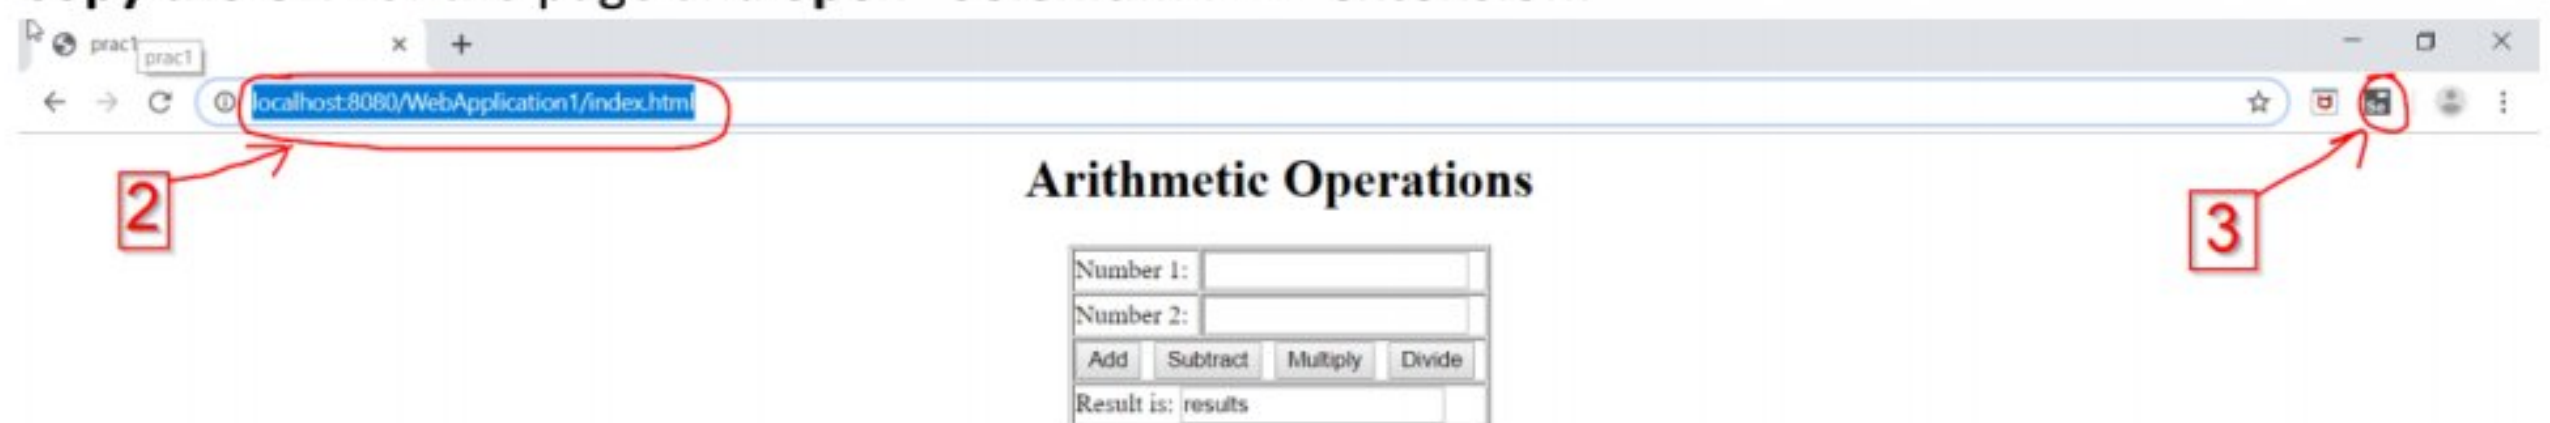 prac1
prac1
localhost:8080/WebApplication1/index.html
Se
2
3
Arithmetic Operations
Number 1:
Number 2:
Add Subtract Multiply Divide
Result is: results